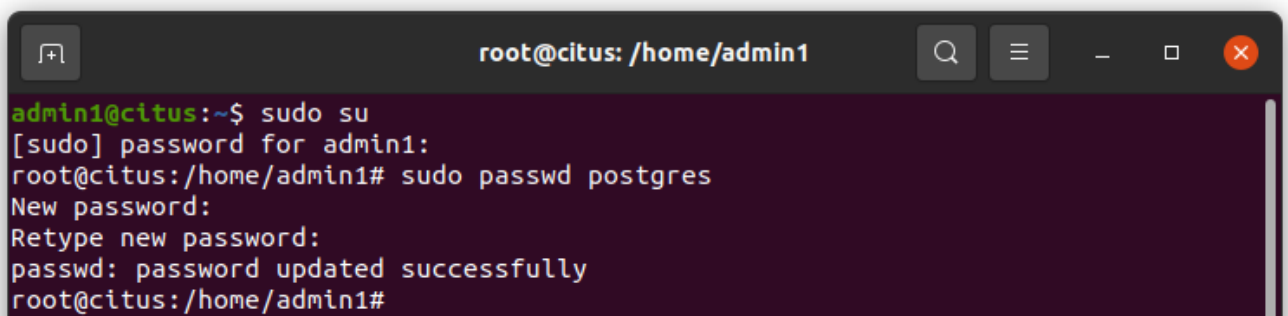 root@citus: /home/admin1
admin1@citus:~$ sudo su
[sudo] password for admin1:
root@citus:/home/admin1# sudo passwd postgres
New password:
Retype new password:
passwd: password updated successfully
root@citus:/home/admin1#